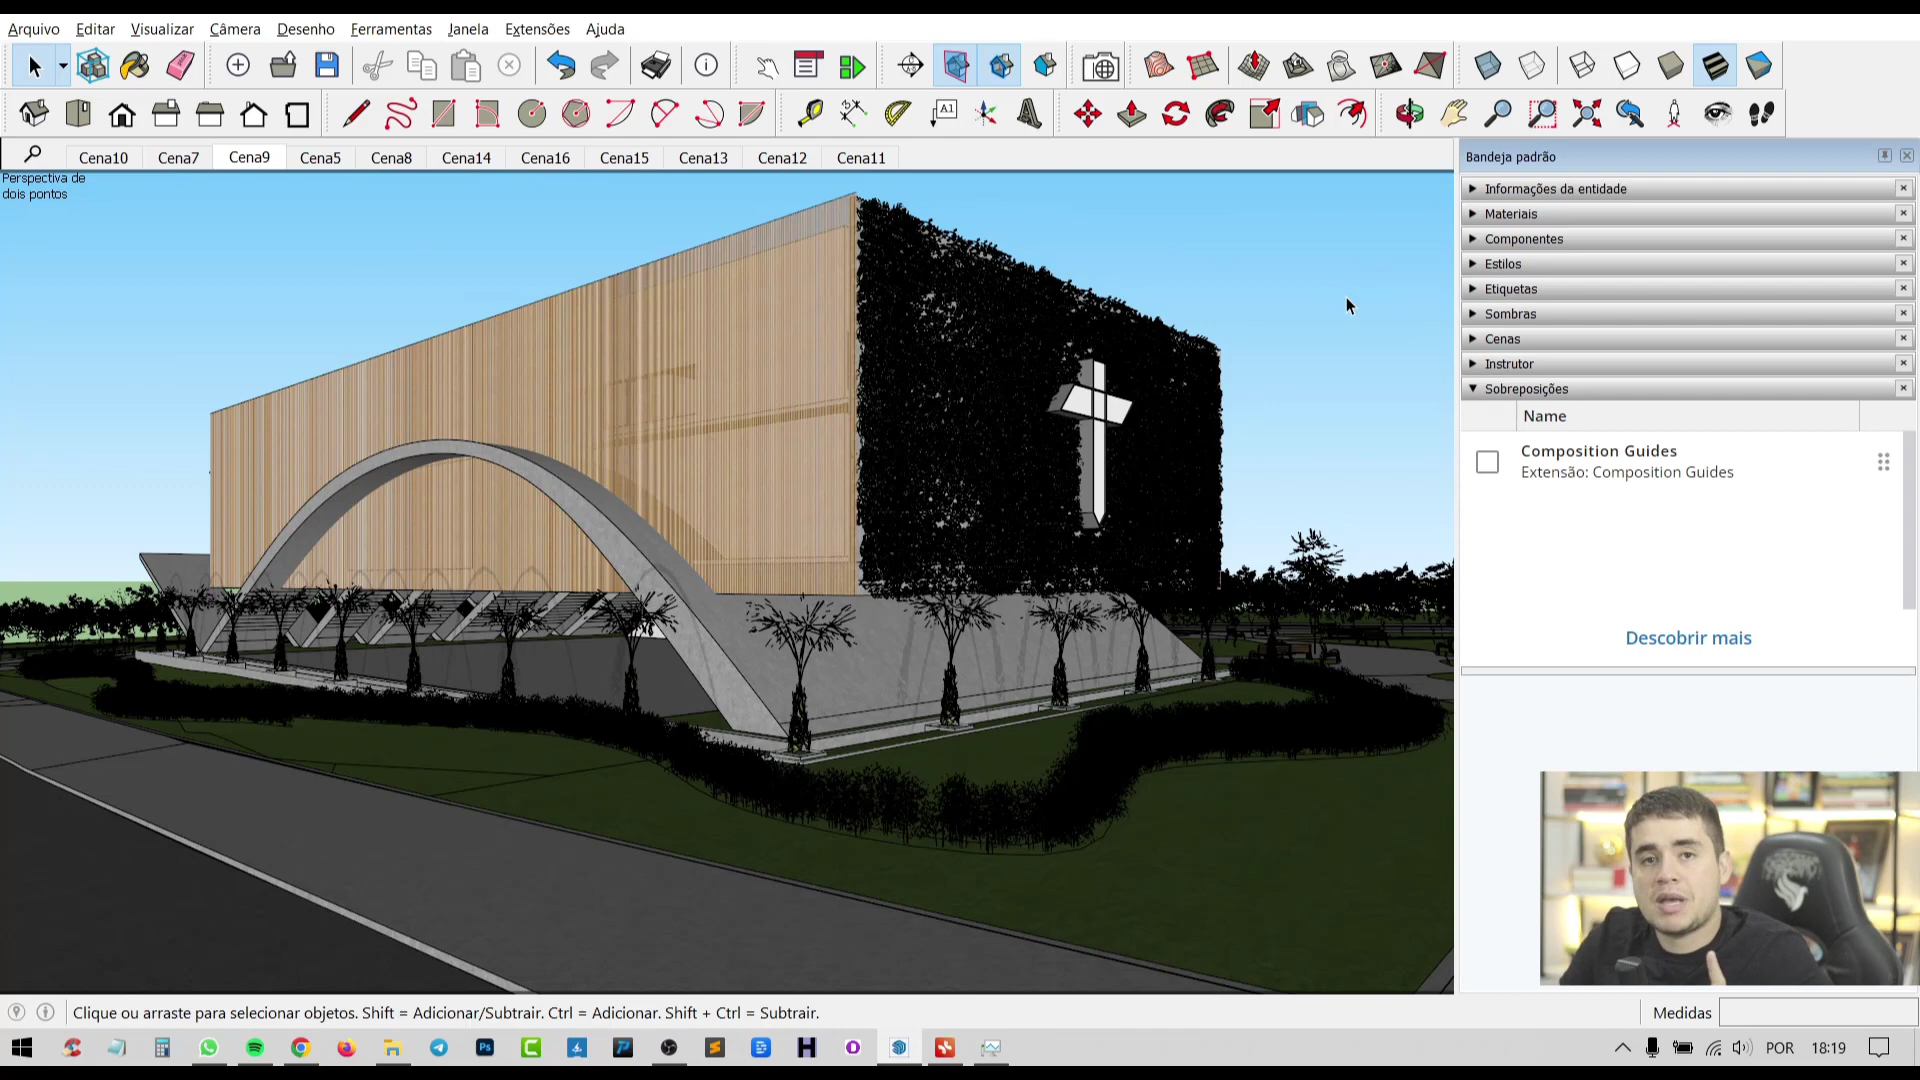 Arquivo Editar Visualizar Câmera Desenho Ferramentas Janela Extensões Ajuda
A1
Cena10 Cena7 Cena9 Cena5 Cena8 Cena14 Cena16 Cena15 Cena13 Cena12 Cena11
Perspectiva de
dois pontos
Bandeja padrão
Informações da entidade
Materiais
Componentes
Estilos
Etiquetas
Sombras
Cenas
Instrutor
Sobreposições
Name
Composition Guides
Extensão: Composition Guides
Descobrir mais
Clique ou arraste para selecionar objetos. Shift = Adicionar/Subtrair. Ctrl = Adicionar. Shift + Ctrl = Subtrair.
Medidas
Ps
POR 18:19